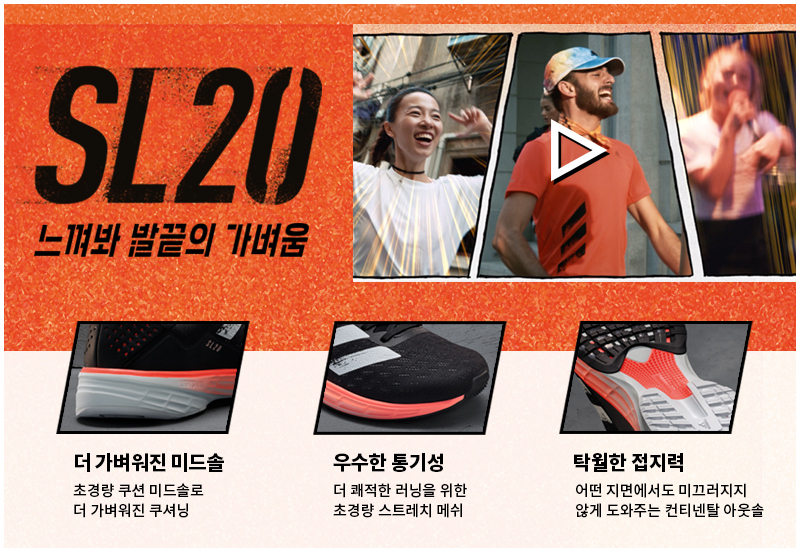 SL20
느껴봐 발끝의 가벼움
더 가벼워진 미드솔
초경량 쿠션 미드솔로
더 가벼워진 쿠셔닝
우수한 통기성
더 쾌적한 러닝을 위한
초경량 스트레치 메쉬
탁월한 접지력
어떤 지면에서도 미끄러지지
않게 도와주는 컨티넨탈 아웃솔